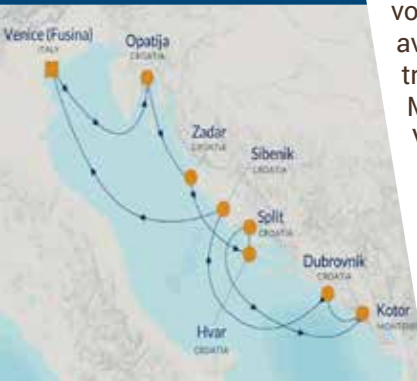 Venice (Fusina)
ITALY
Opatija
CROATIA
Zadar
CROATIA
Sibenik
CROATIA
Split
CROATIA
Dubrovnik
CROATIA
Kotor
Hvar
CROATIA
vo
av
tr
M